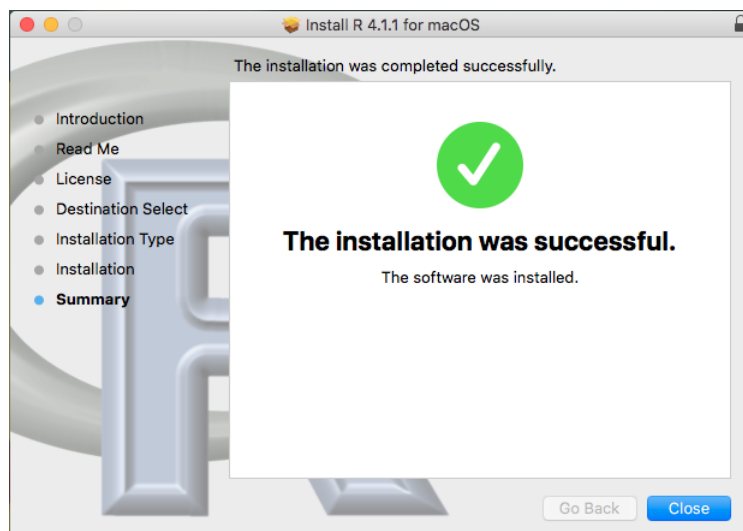 Install R 4.1.1 for macOS
The installation was completed successfully.
Introduction
Read Me
License
Destination Select
Installation Type
Installation
Summary
The installation was successful.
The software was installed.
Go Back
Close